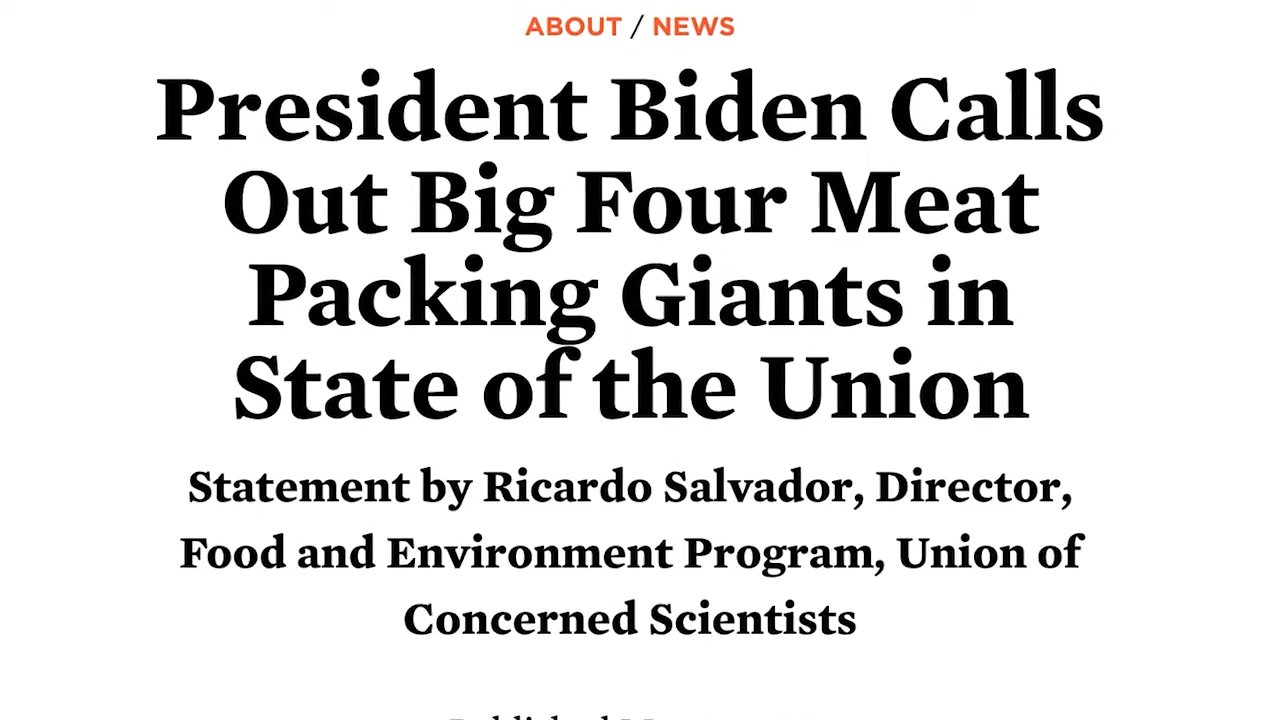 ABOUT / NEWS
President Biden Calls
Out Big Four Meat
Packing Giants in
State of the Union
Statement by Ricardo Salvador, Director,
Food and Environment Program, Union of
Concerned Scientists
Published